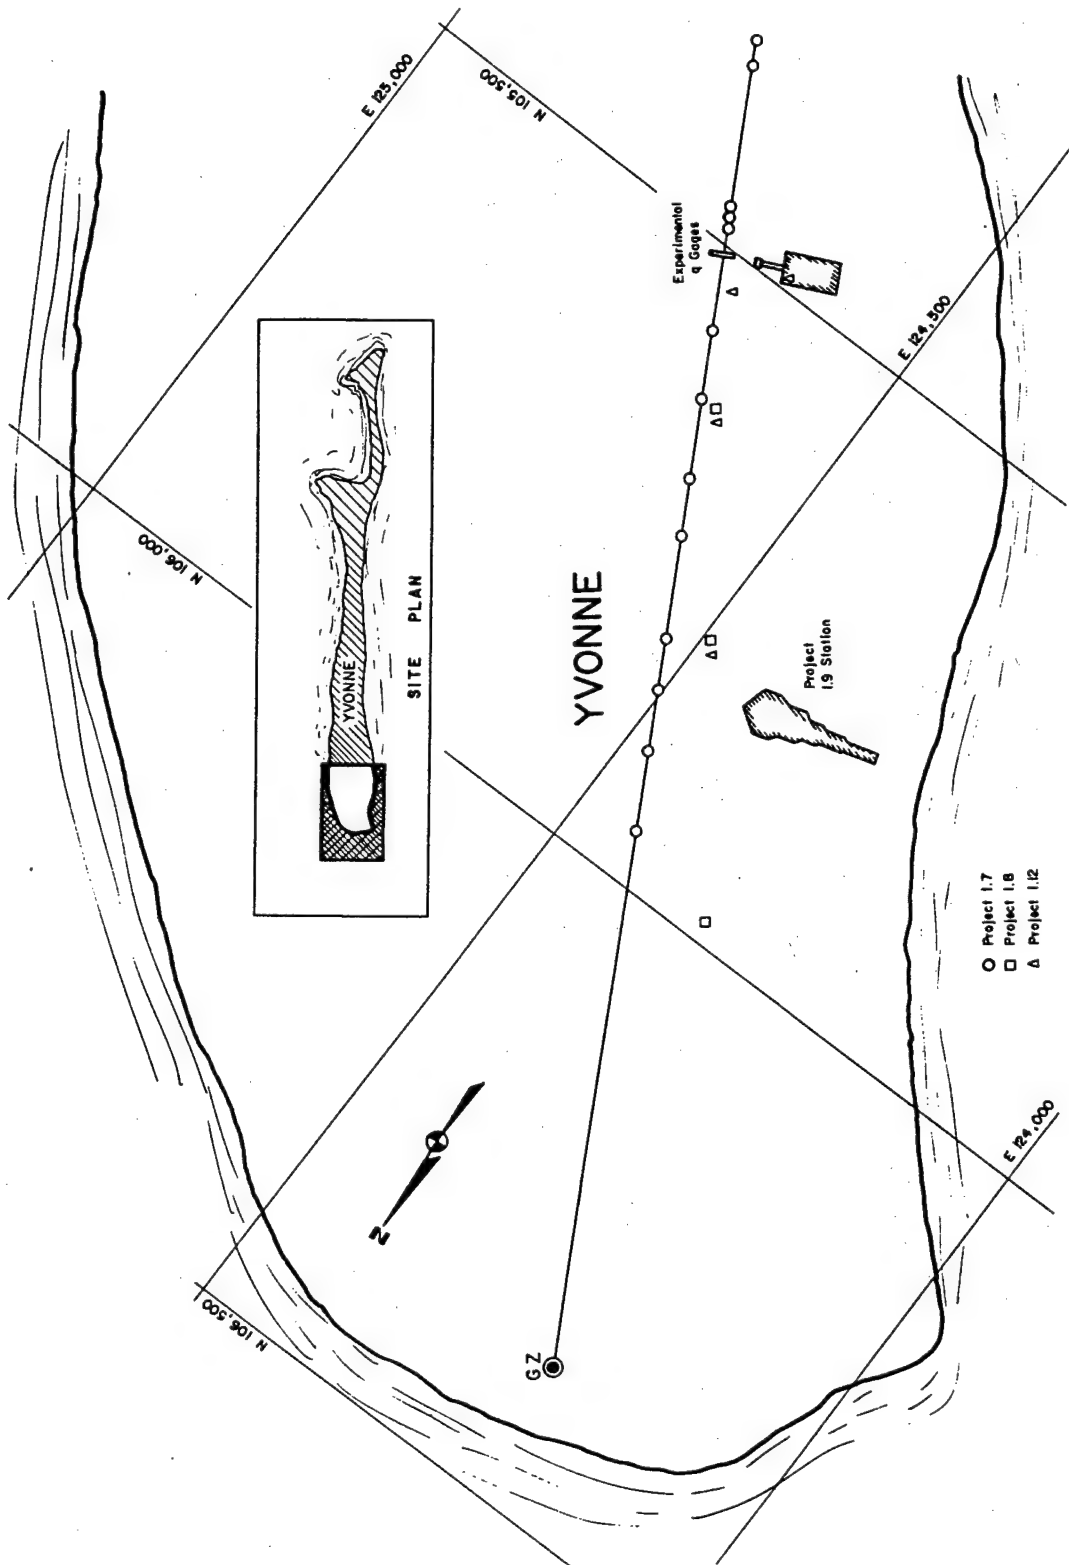 E 125,000
N 105,500
Experimental
q Gages
E 124,500
N 106,000
SITE PLAN
YVONNE
YVONNE
Project
1.9 Station
Project 1.7
Project 1.8
Project 1.12
N
E 124,000
N 106,500
GZ